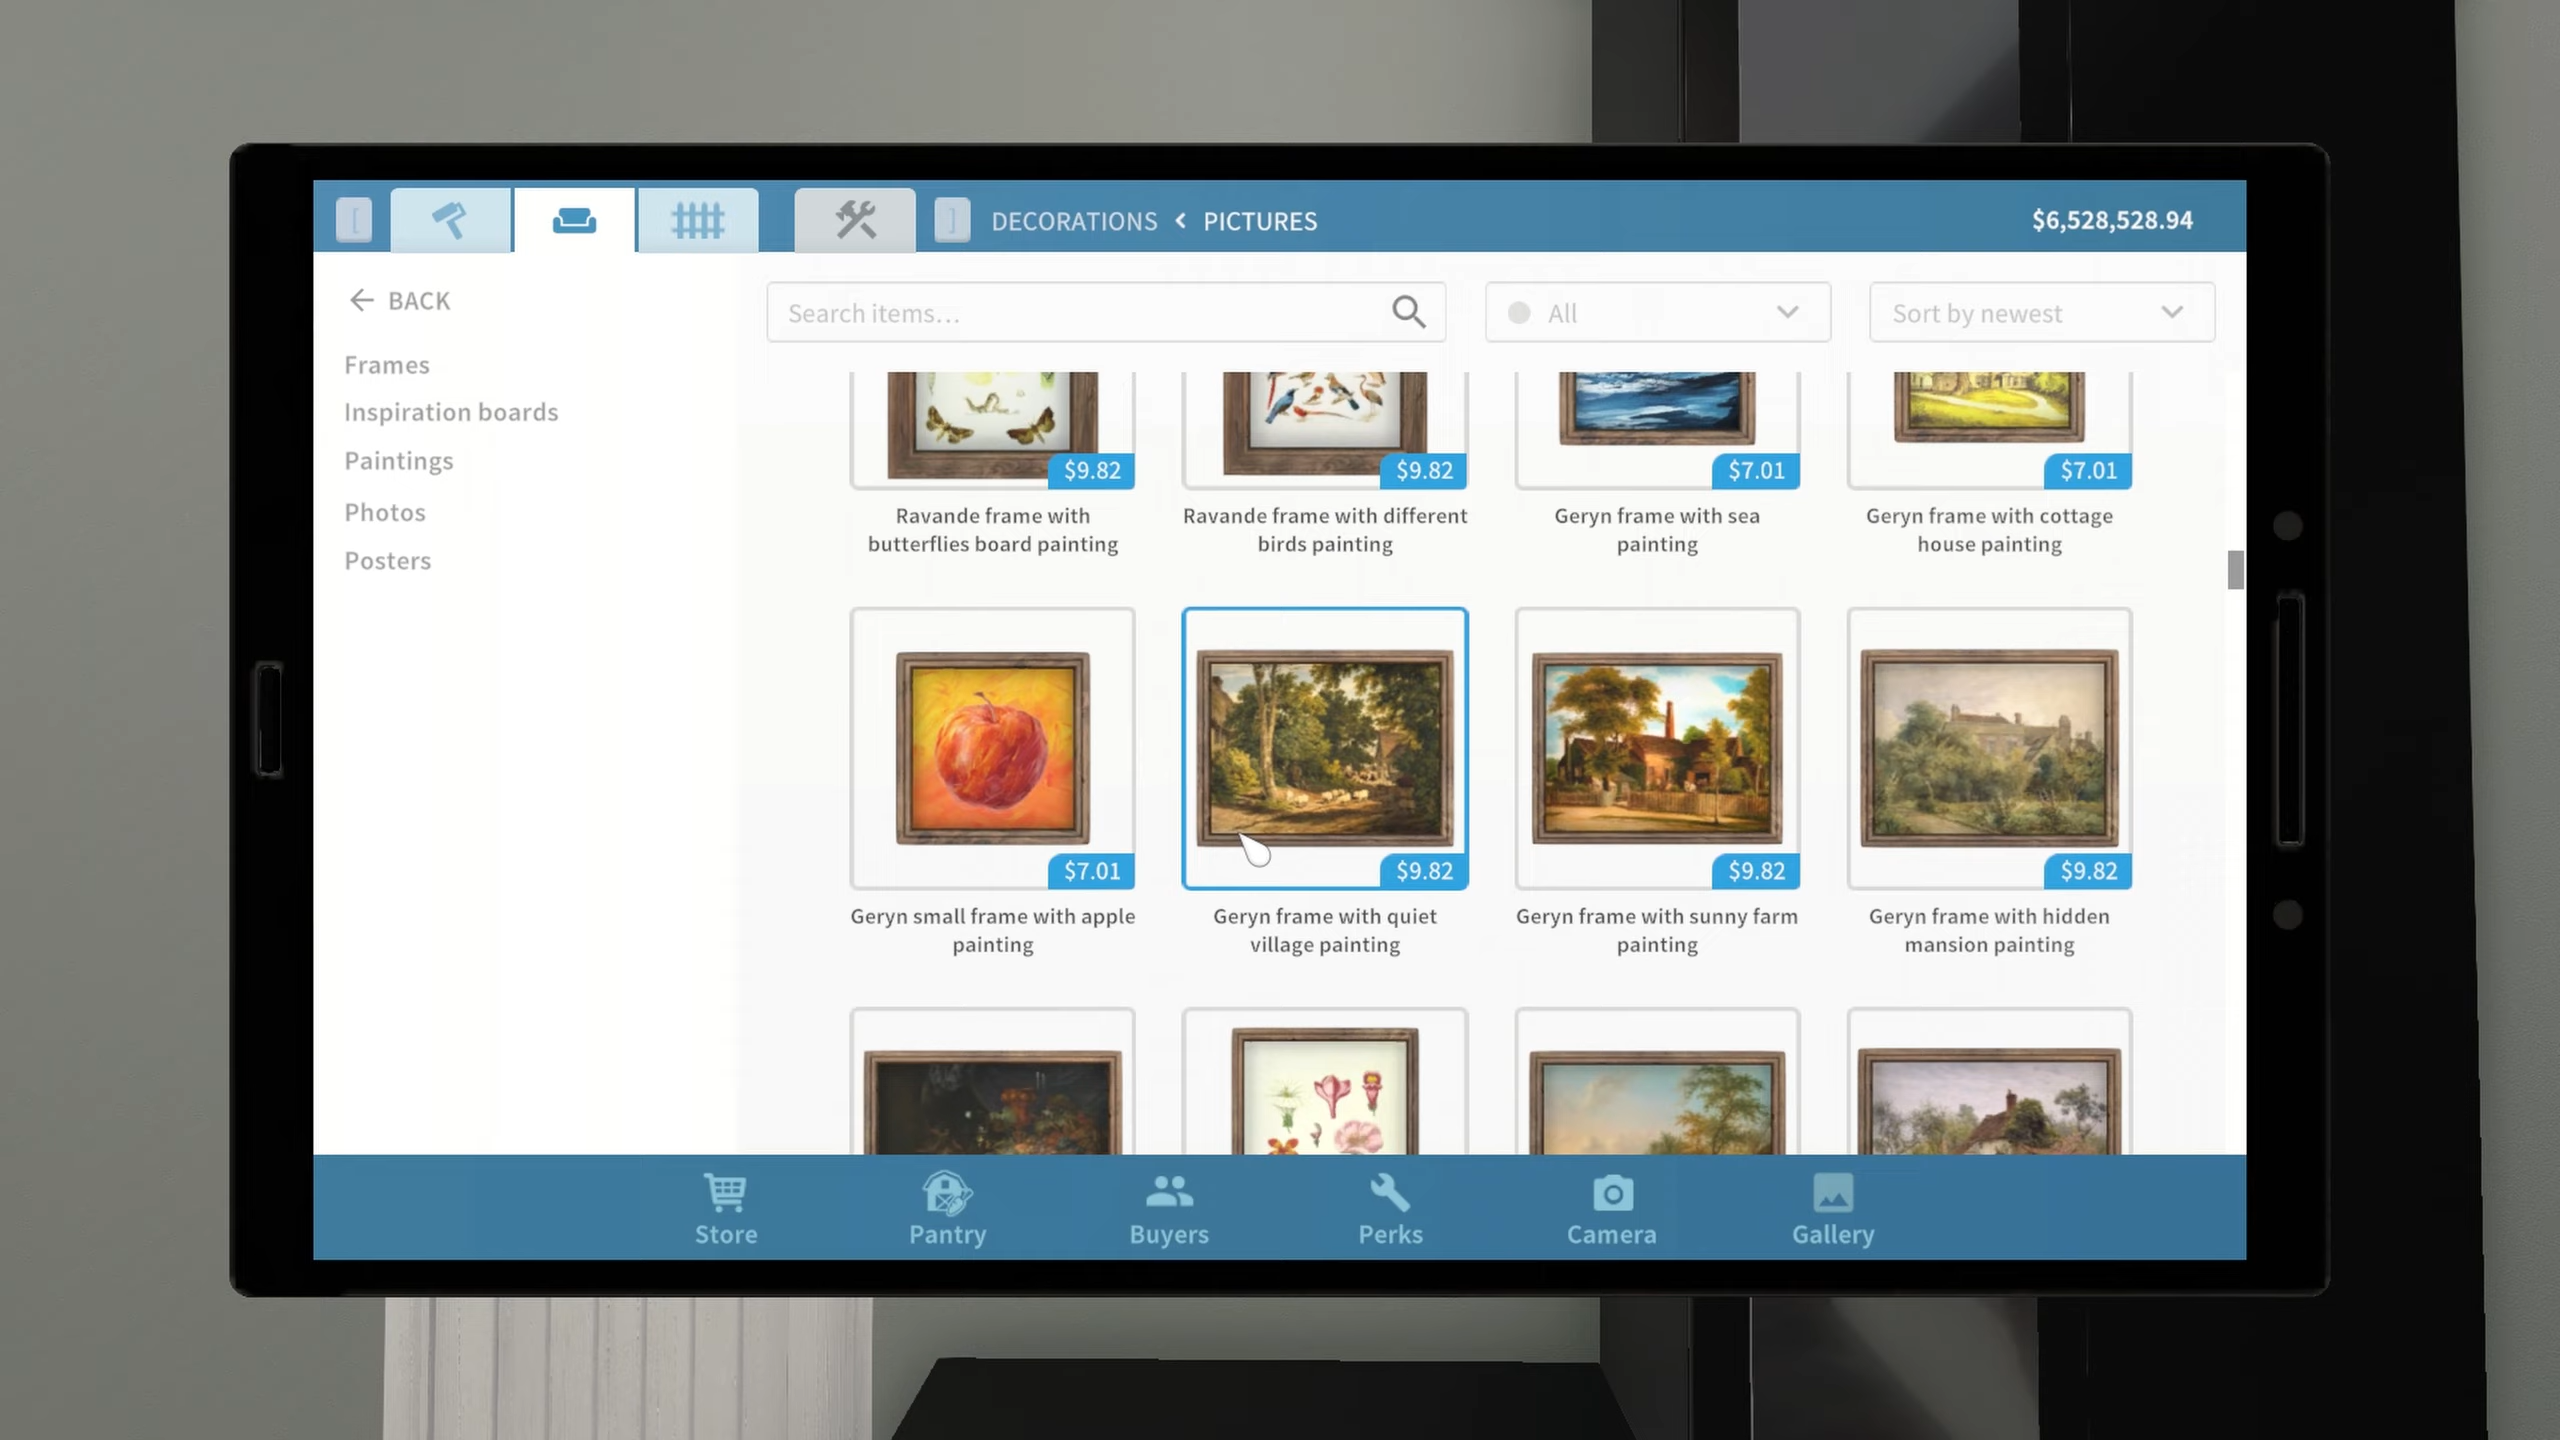 [
]
DECORATIONS < PICTURES
$6,528,528.94
BACK
Search items...
All
Sort by newest
Frames
Inspiration boards
Paintings
Photos
Posters
$9.82
$9.82
$7.01
$7.01
Ravande frame with
butterflies board painting
Ravande frame with different
birds painting
Geryn frame with sea
painting
Geryn frame with cottage
house painting
$7.01
$9.82
$9.82
$9.82
Geryn small frame with apple
painting
Geryn frame with quiet
village painting
Geryn frame with sunny farm
painting
Geryn frame with hidden
mansion painting
Store
Pantry
Buyers
Perks
Camera
Gallery